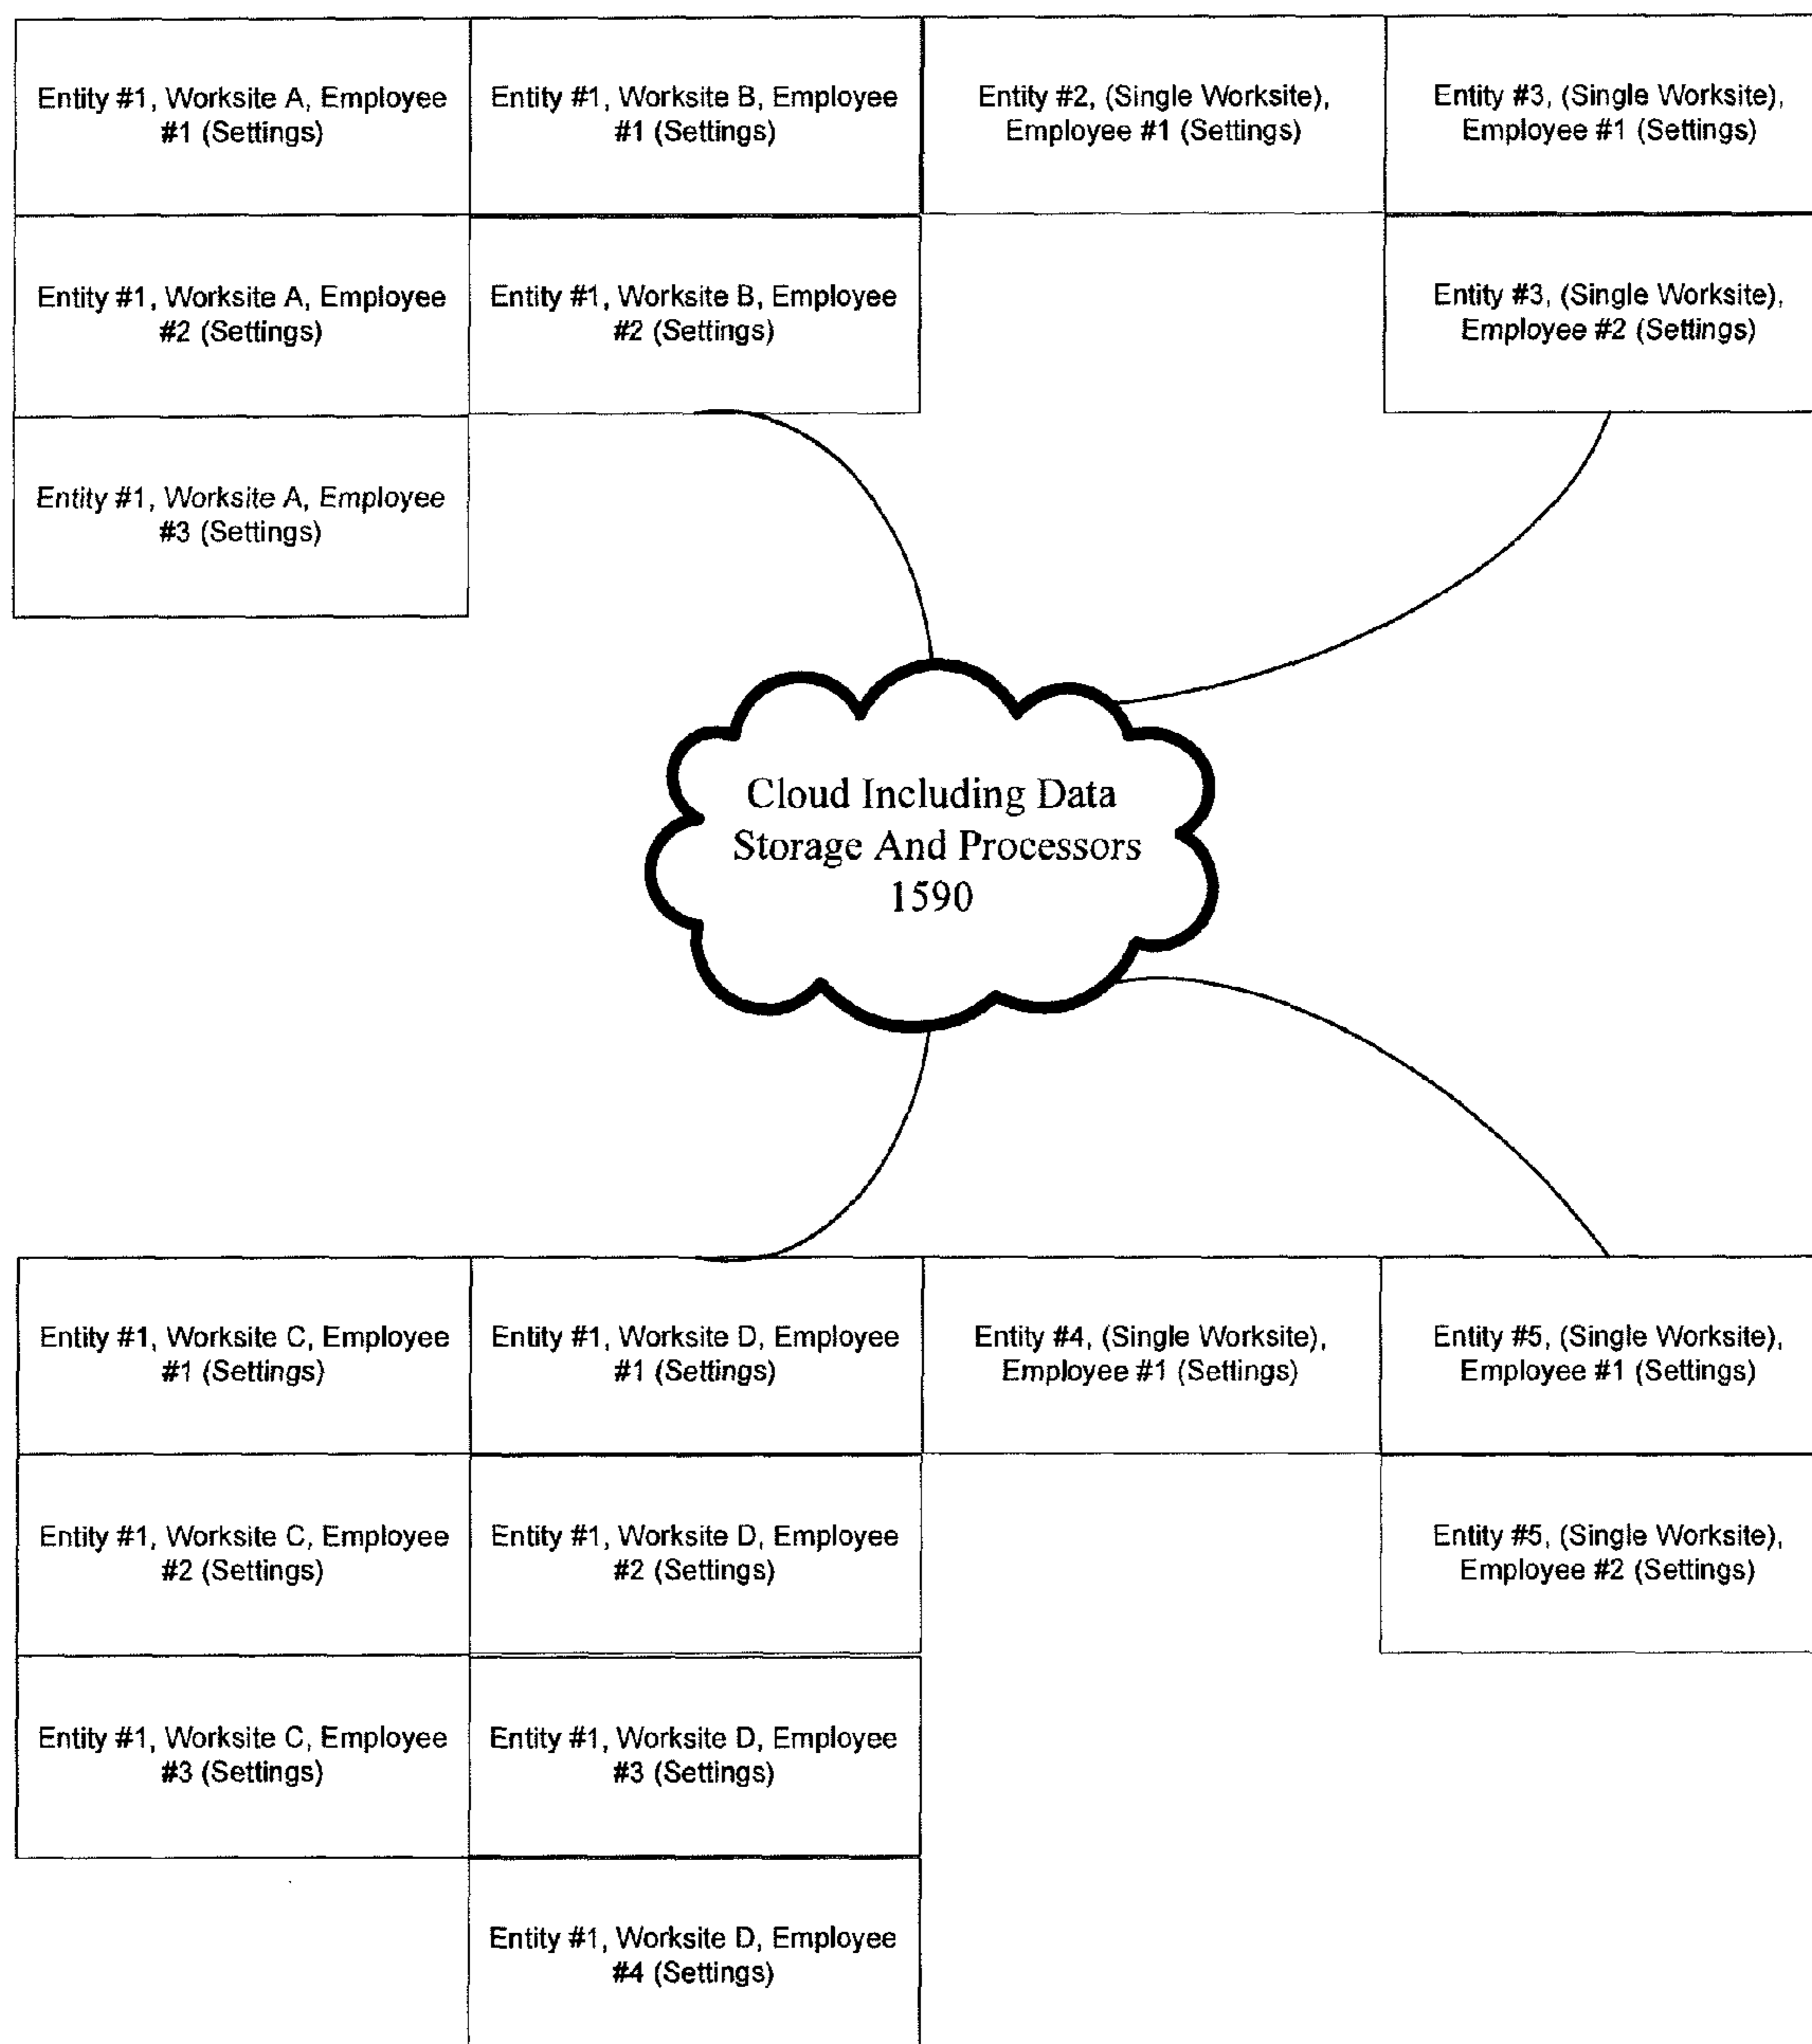 Entity #1, Worksite A, Employee
#1 (Settings)
Entity #1, Worksite B, Employee
#1 (Settings)
Entity #2, (Single Worksite),
Employee #1 (Settings)
Entity #3, (Single Worksite),
Employee #1 (Settings)
Entity #1, Worksite A, Employee
#2 (Settings)
Entity #1, Worksite B, Employee
#2 (Settings)
Entity #3, (Single Worksite),
Employee #2 (Settings)
Entity #1, Worksite A, Employee
#3 (Settings)
Cloud Including Data
Storage And Processors
1590
Entity #1, Worksite C, Employee
#1 (Settings)
Entity #1, Worksite D, Employee
#1 (Settings)
Entity #4, (Single Worksite),
Employee #1 (Settings)
Entity #5, (Single Worksite),
Employee #1 (Settings)
Entity #1, Worksite C, Employee
#2 (Settings)
Entity #1, Worksite D, Employee
#2 (Settings)
Entity #5, (Single Worksite),
Employee #2 (Settings)
Entity #1, Worksite C, Employee
#3 (Settings)
Entity #1, Worksite D, Employee
#3 (Settings)
Entity #1, Worksite D, Employee
#4 (Settings)